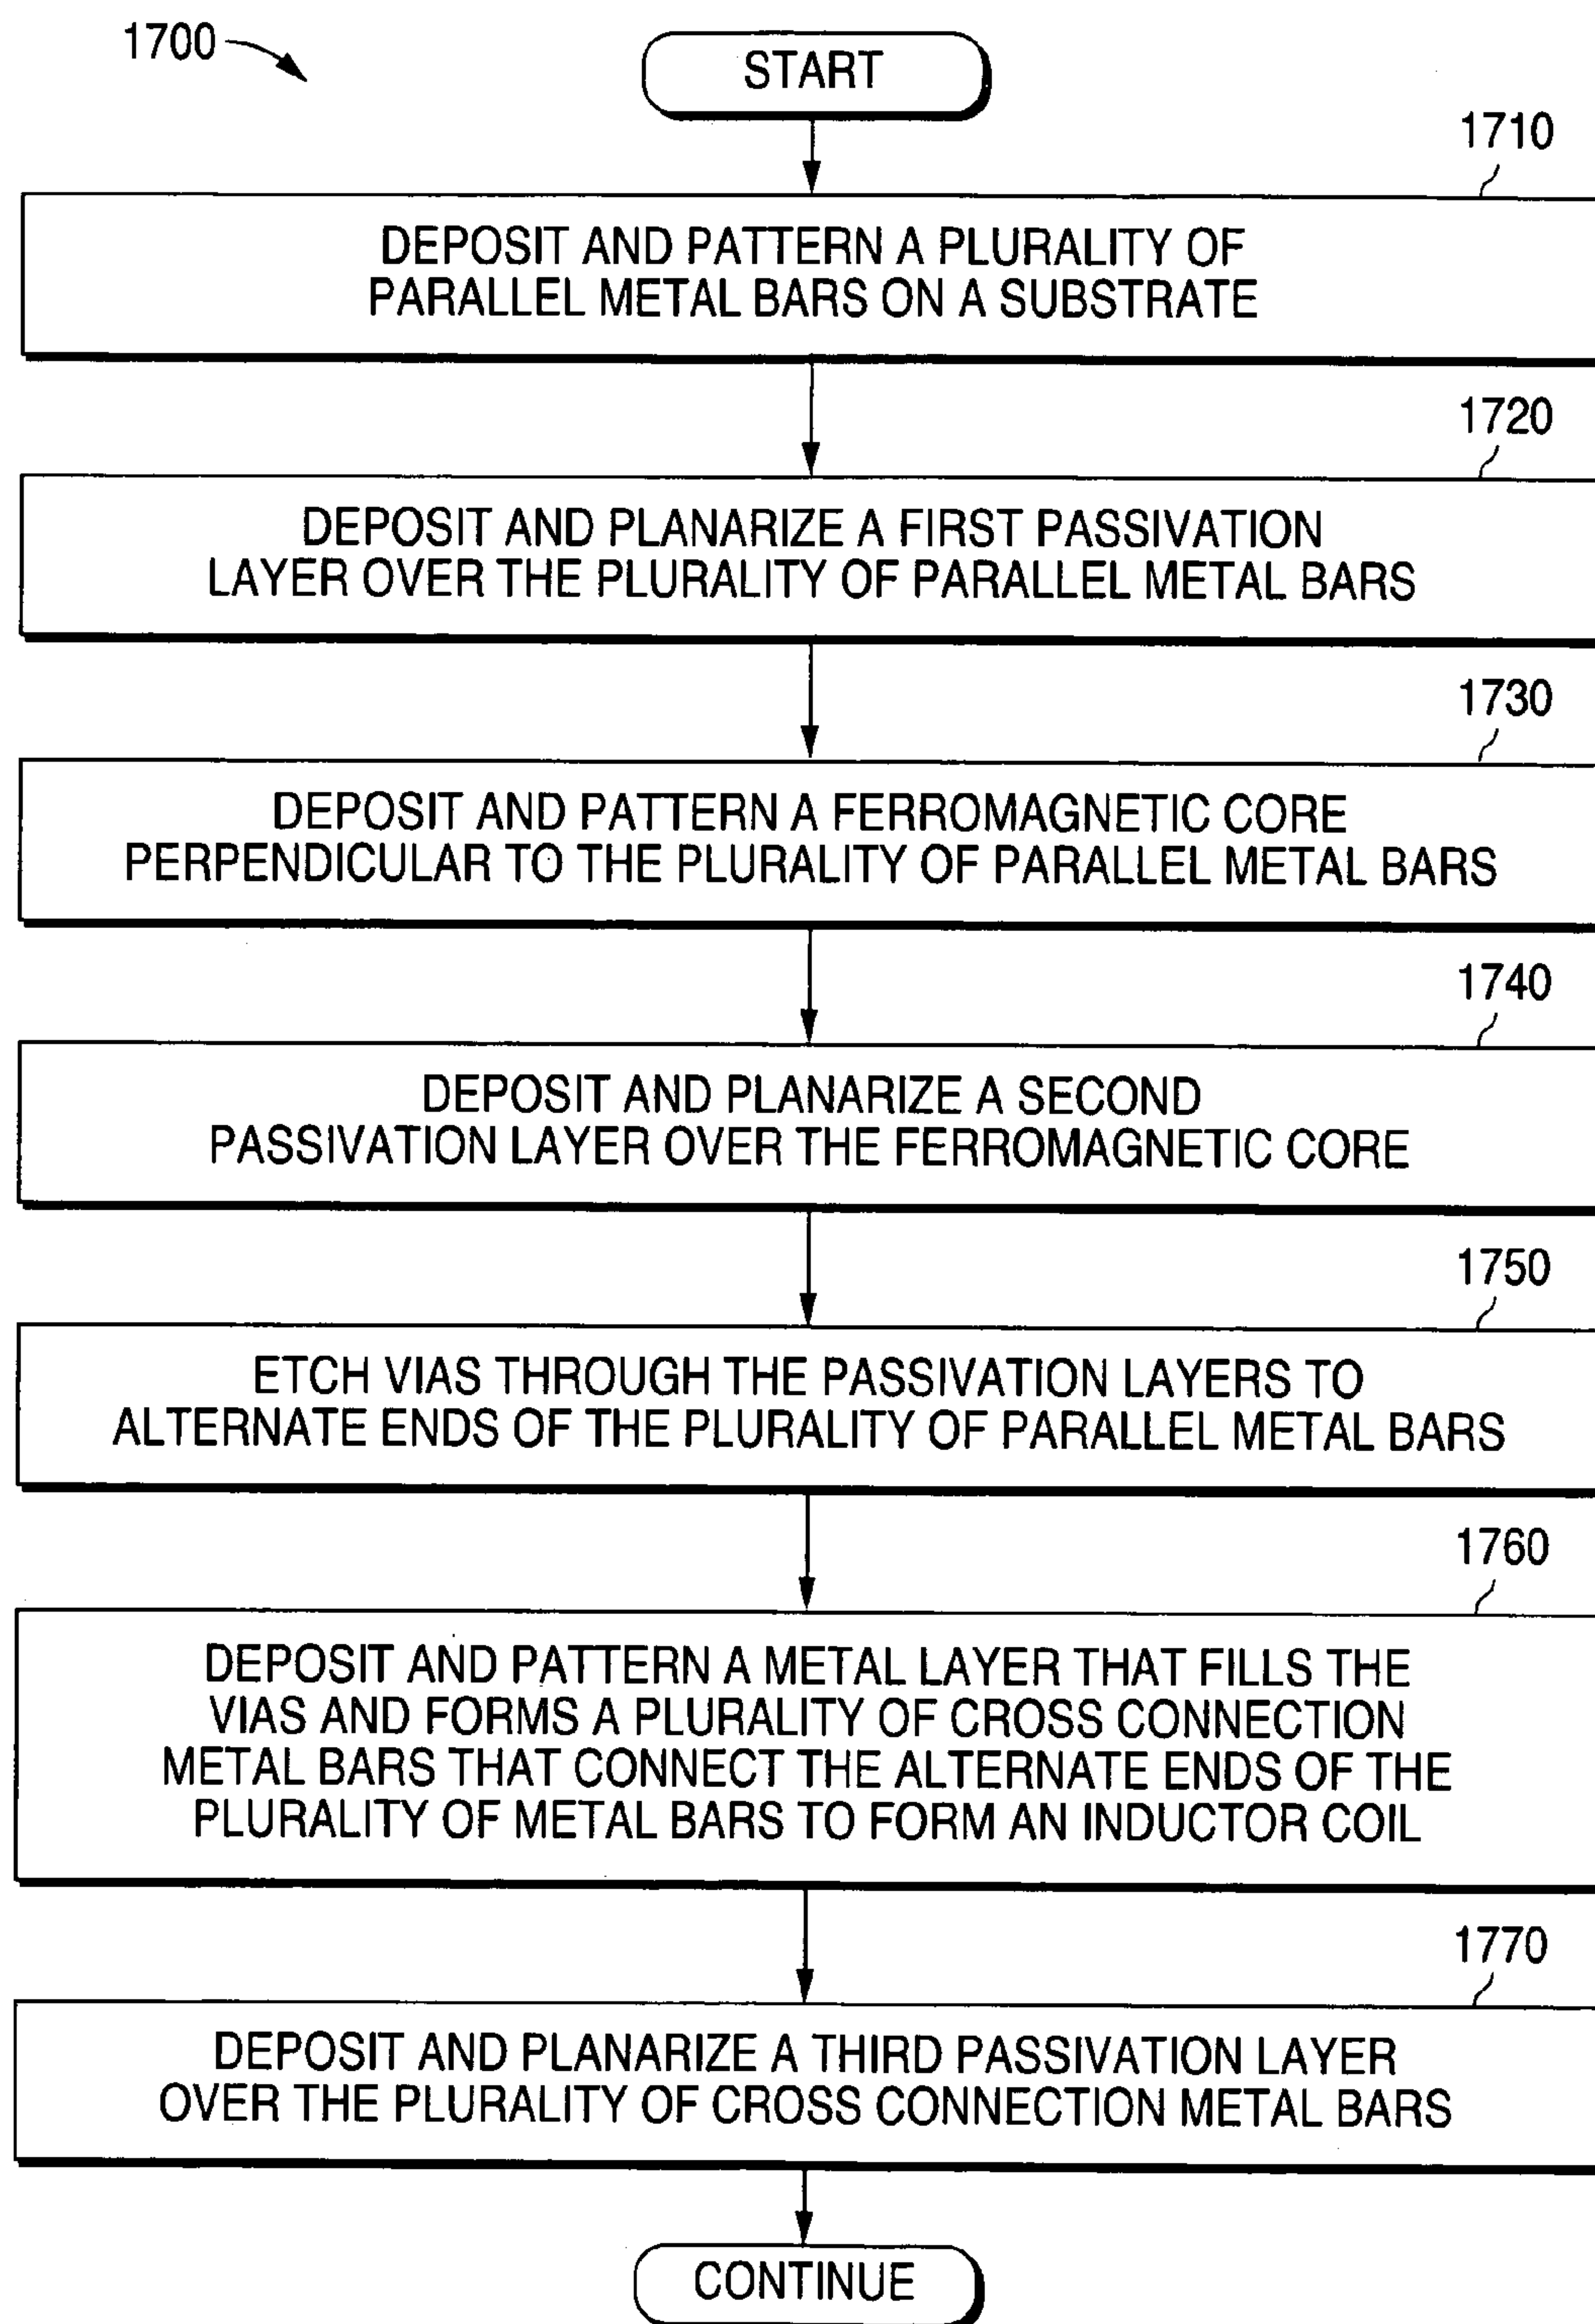 1700
START
1710
DEPOSIT AND PATTERN A PLURALITY OF
PARALLEL METAL BARS ON A SUBSTRATE
1720
DEPOSIT AND PLANARIZE A FIRST PASSIVATION
LAYER OVER THE PLURALITY OF PARALLEL METAL BARS
1730
DEPOSIT AND PATTERN A FERROMAGNETIC CORE
PERPENDICULAR TO THE PLURALITY OF PARALLEL METAL BARS
1740
DEPOSIT AND PLANARIZE A SECOND
PASSIVATION LAYER OVER THE FERROMAGNETIC CORE
1750
ETCH VIAS THROUGH THE PASSIVATION LAYERS TO
ALTERNATE ENDS OF THE PLURALITY OF PARALLEL METAL BARS
1760
DEPOSIT AND PATTERN A METAL LAYER THAT FILLS THE
VIAS AND FORMS A PLURALITY OF CROSS CONNECTION
METAL BARS THAT CONNECT THE ALTERNATE ENDS OF THE
PLURALITY OF METAL BARS TO FORM AN INDUCTOR COIL
1770
DEPOSIT AND PLANARIZE A THIRD PASSIVATION LAYER
OVER THE PLURALITY OF CROSS CONNECTION METAL BARS
CONTINUE